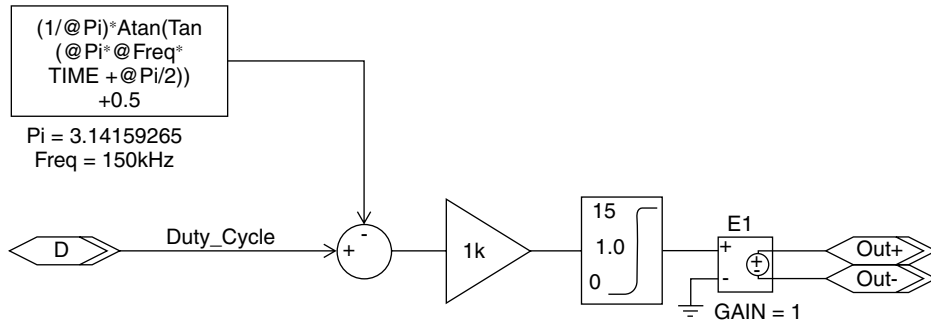 (1/@Pi)*Atan(Tan
(@Pi*@Freq*
TIME +@Pi/2))
+0.5
Pi = 3.14159265
Freq = 150kHz
D
Duty_Cycle
-
+
1k
15
1.0
0
E1
+
-
+
-
GAIN = 1
Out+
Out-